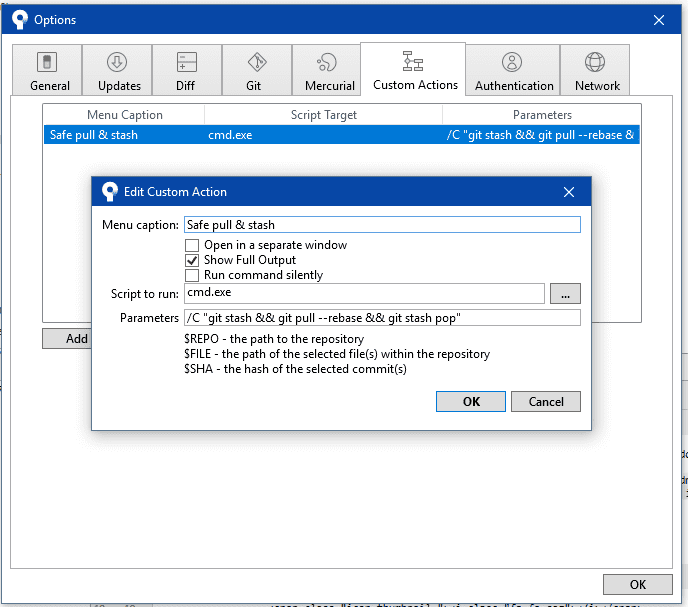 Options
General Updates Diff Git Mercurial Custom Actions Authentication Network
Menu Caption Script Target Parameters
Safe pull & stash cmd.exe /C "git stash && git pull --rebase &
Edit Custom Action
Menu caption: Safe pull & stash
Open in a separate window
Show Full Output
Run command silently
Script to run: cmd.exe ...
Parameters /C "git stash && git pull --rebase && git stash pop"
$REPO - the path to the repository
$FILE - the path of the selected file(s) within the repository
$SHA - the hash of the selected commit(s)
Add
OK Cancel
OK